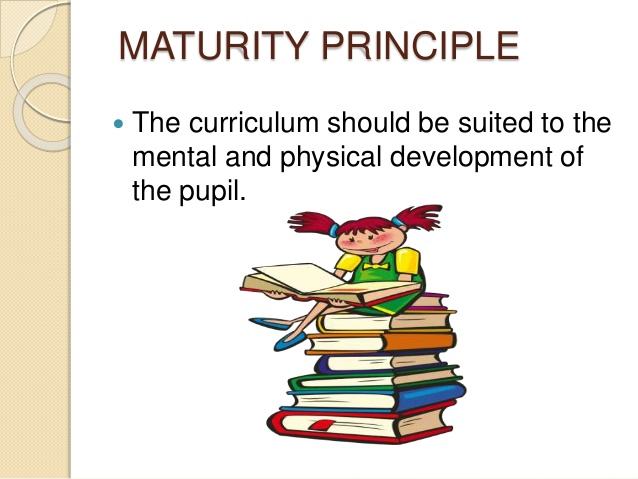 MATURITY PRINCIPLE
• The curriculum should be suited to the
mental and physical development of
the pupil.